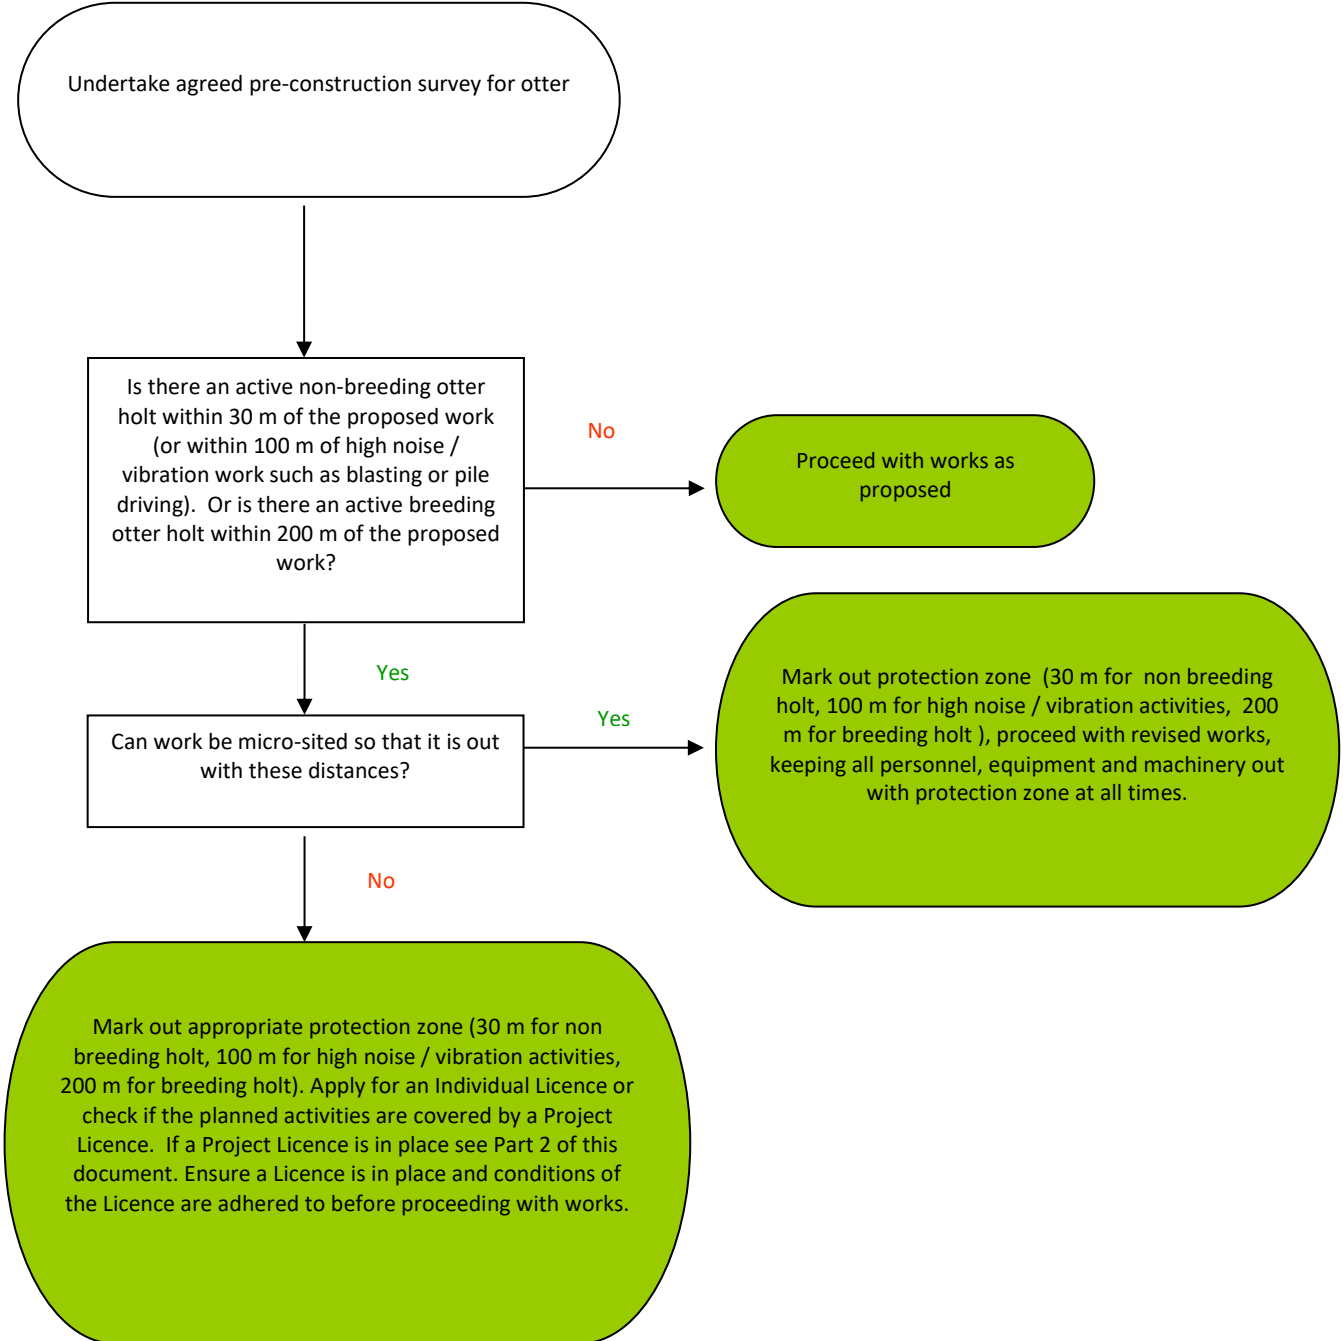 Undertake agreed pre-construction survey for otter
Is there an active non-breeding otter
holt within 30 m of the proposed work
(or within 100 m of high noise /
vibration work such as blasting or pile
driving).  Or is there an active breeding
otter holt within 200 m of the proposed
work?
No
Proceed with works as
proposed
Yes
Can work be micro-sited so that it is out
with these distances?
Yes
Mark out protection zone  (30 m for  non breeding
holt, 100 m for high noise / vibration activities,  200
m for breeding holt ), proceed with revised works,
keeping all personnel, equipment and machinery out
with protection zone at all times.
No
Mark out appropriate protection zone (30 m for non
breeding holt, 100 m for high noise / vibration activities,
200 m for breeding holt). Apply for an Individual Licence or
check if the planned activities are covered by a Project
Licence.  If a Project Licence is in place see Part 2 of this
document. Ensure a Licence is in place and conditions of
the Licence are adhered to before proceeding with works.